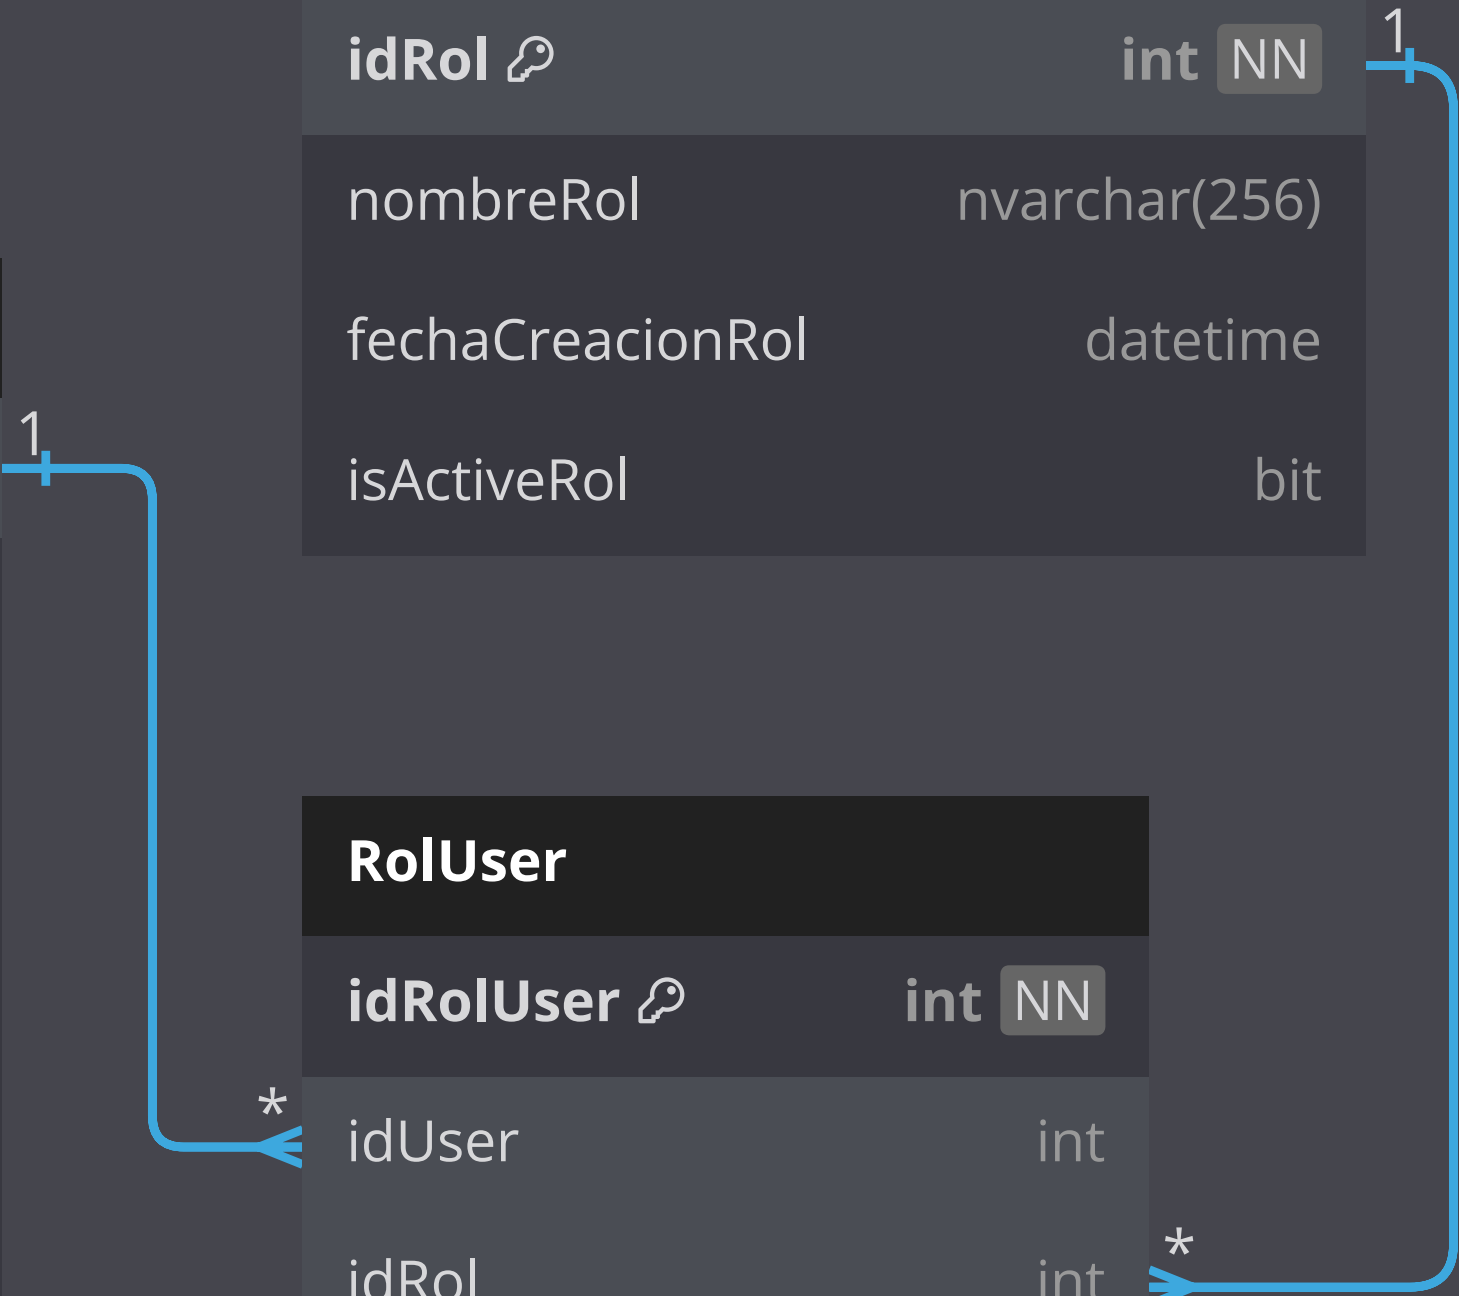 1
idRol int NN
nombreRol nvarchar(256)
fechaCreacionRol datetime
1
isActiveRol bit
RolUser
idRolUser int NN
*
idUser int
*
idRol int